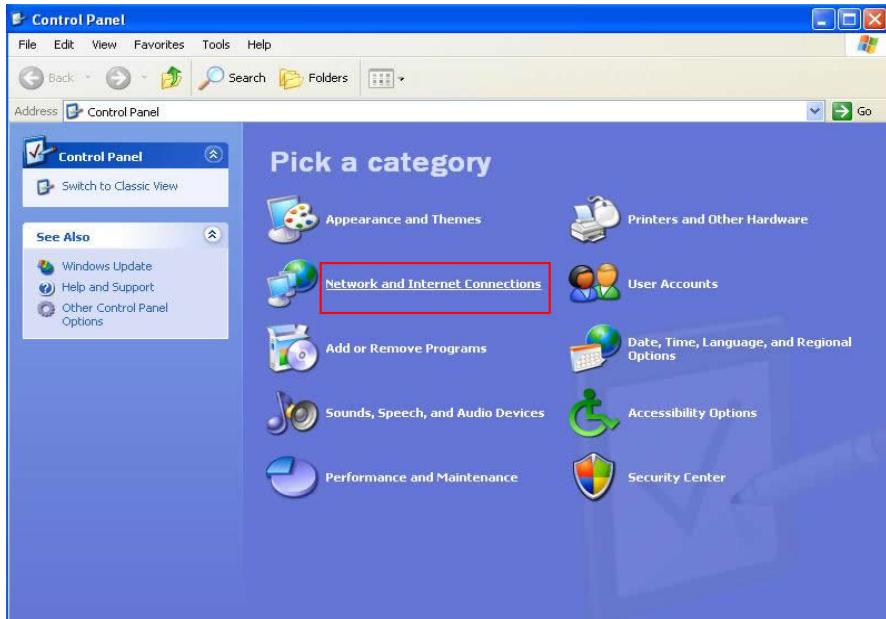 Control Panel
File Edit View Favorites Tools Help
Back Search Folders
Address Control Panel Go
Control Panel
Switch to Classic View
See Also
Windows Update
Help and Support
Other Control Panel
Options
Pick a category
Appearance and Themes
Printers and Other Hardware
Network and Internet Connections
User Accounts
Add or Remove Programs
Date, Time, Language, and Regional
Options
Sounds, Speech, and Audio Devices
Accessibility Options
Performance and Maintenance
Security Center